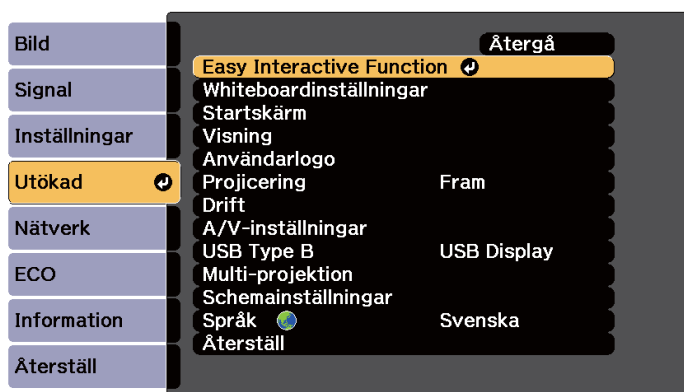 Bild
Signal
Inställningar
Utökad
Nätverk
ECO
Information
Återställ
Återgå
Easy Interactive Function
Whiteboardinställningar
Startskärm
Visning
Användarlogo
Projicering Fram
Drift
A/V-inställningar
USB Type B USB Display
Multi-projektion
Schemainställningar
Språk Svenska
Återställ